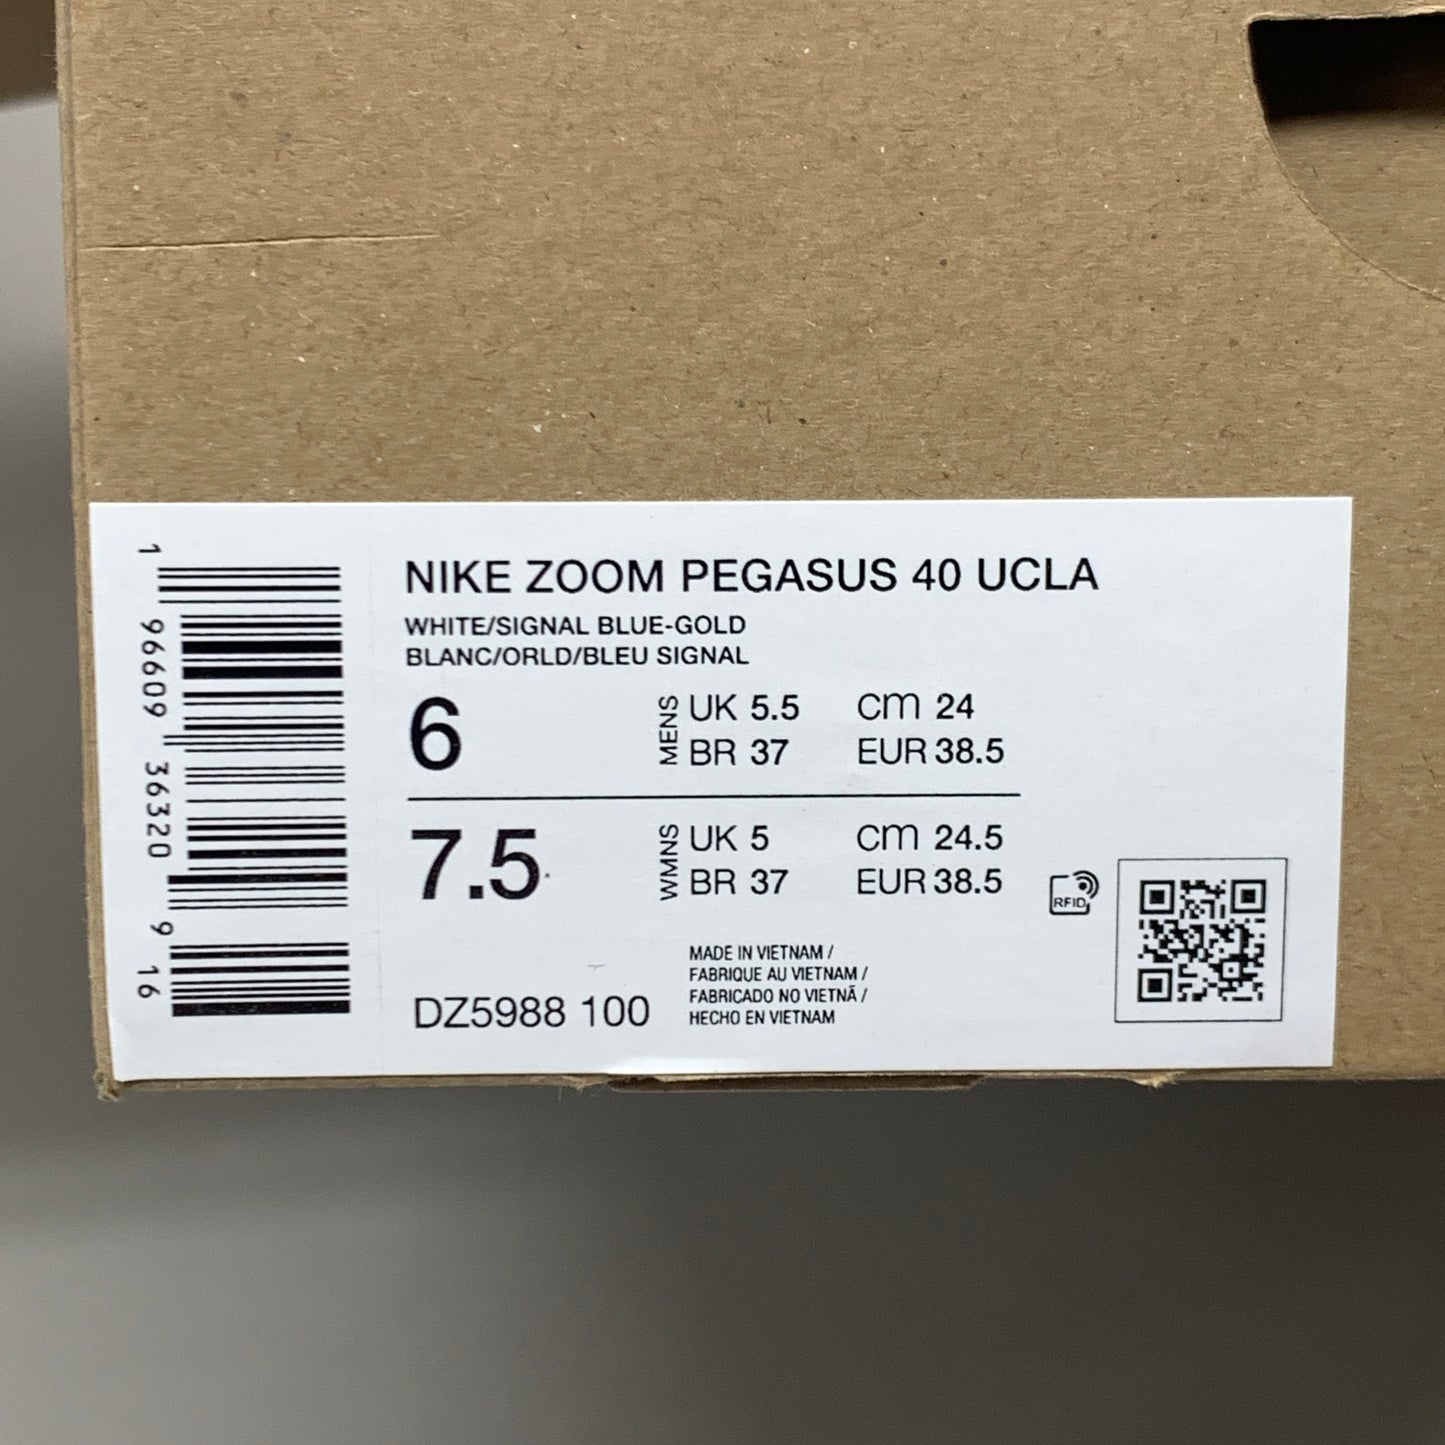 NIKE ZOOM PEGASUS 40 UCLA
WHITE/SIGNAL BLUE-GOLD
BLANC/ORLD/BLEU SIGNAL
6 MENS UK 5.5 CM 24
BR 37 EUR 38.5
7.5 WMNS UK 5 CM 24.5
BR 37 EUR 38.5
RFID
MADE IN VIETNAM /
FABRIQUE AU VIETNAM /
FABRICADO NO VIETNÃ /
HECHO EN VIETNAM
DZ5988 100
1 96609 36320 9 16